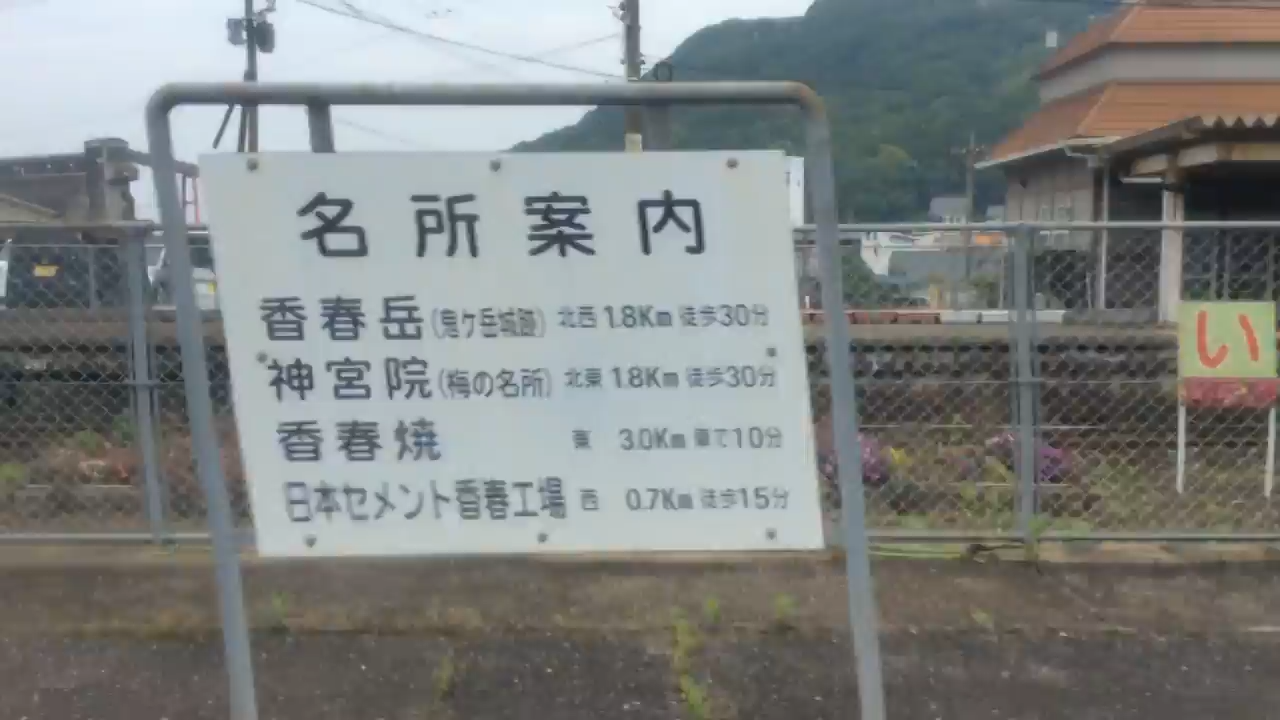 名所案内
香春岳(鬼ケ岳城跡) 北西 1.8Km 徒歩30分
神宮院(梅の名所) 北東 1.8Km 徒歩30分
香春焼 東 3.0Km 車で10分
日本セメント香春工場 西 0.7Km 徒歩15分
い